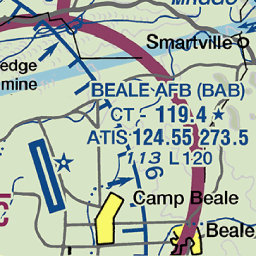 Smartville
edge
mine
BEALE AFB (BAB)
CT - 119.4 ★
ATIS 124.55 273.5
113 L 120
16
Camp Beale
Beale